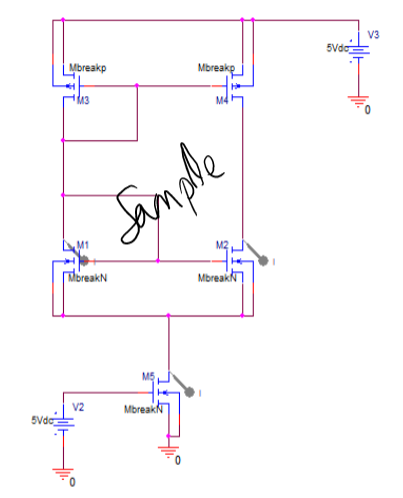 V3
5Vdc
0
Mbreakp
M3
Mbreakp
M4
Sample
M1
I
MbreakN
M2
I
MbreakN
M5
I
MbreakN
V2
5Vdc
0
0